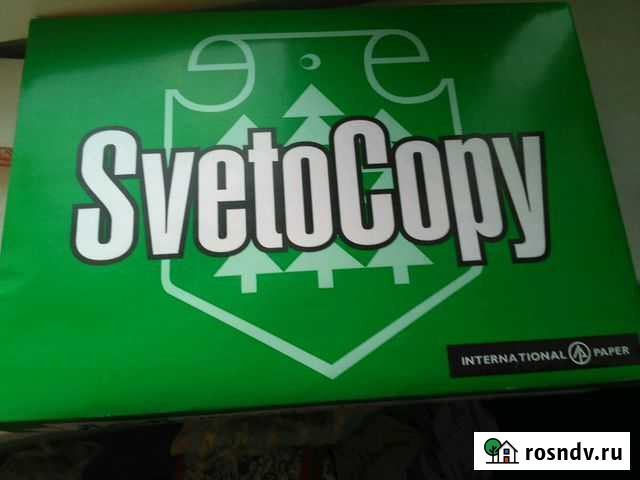 SvetoCopy
INTERNATIONAL PAPER
rosndv.ru